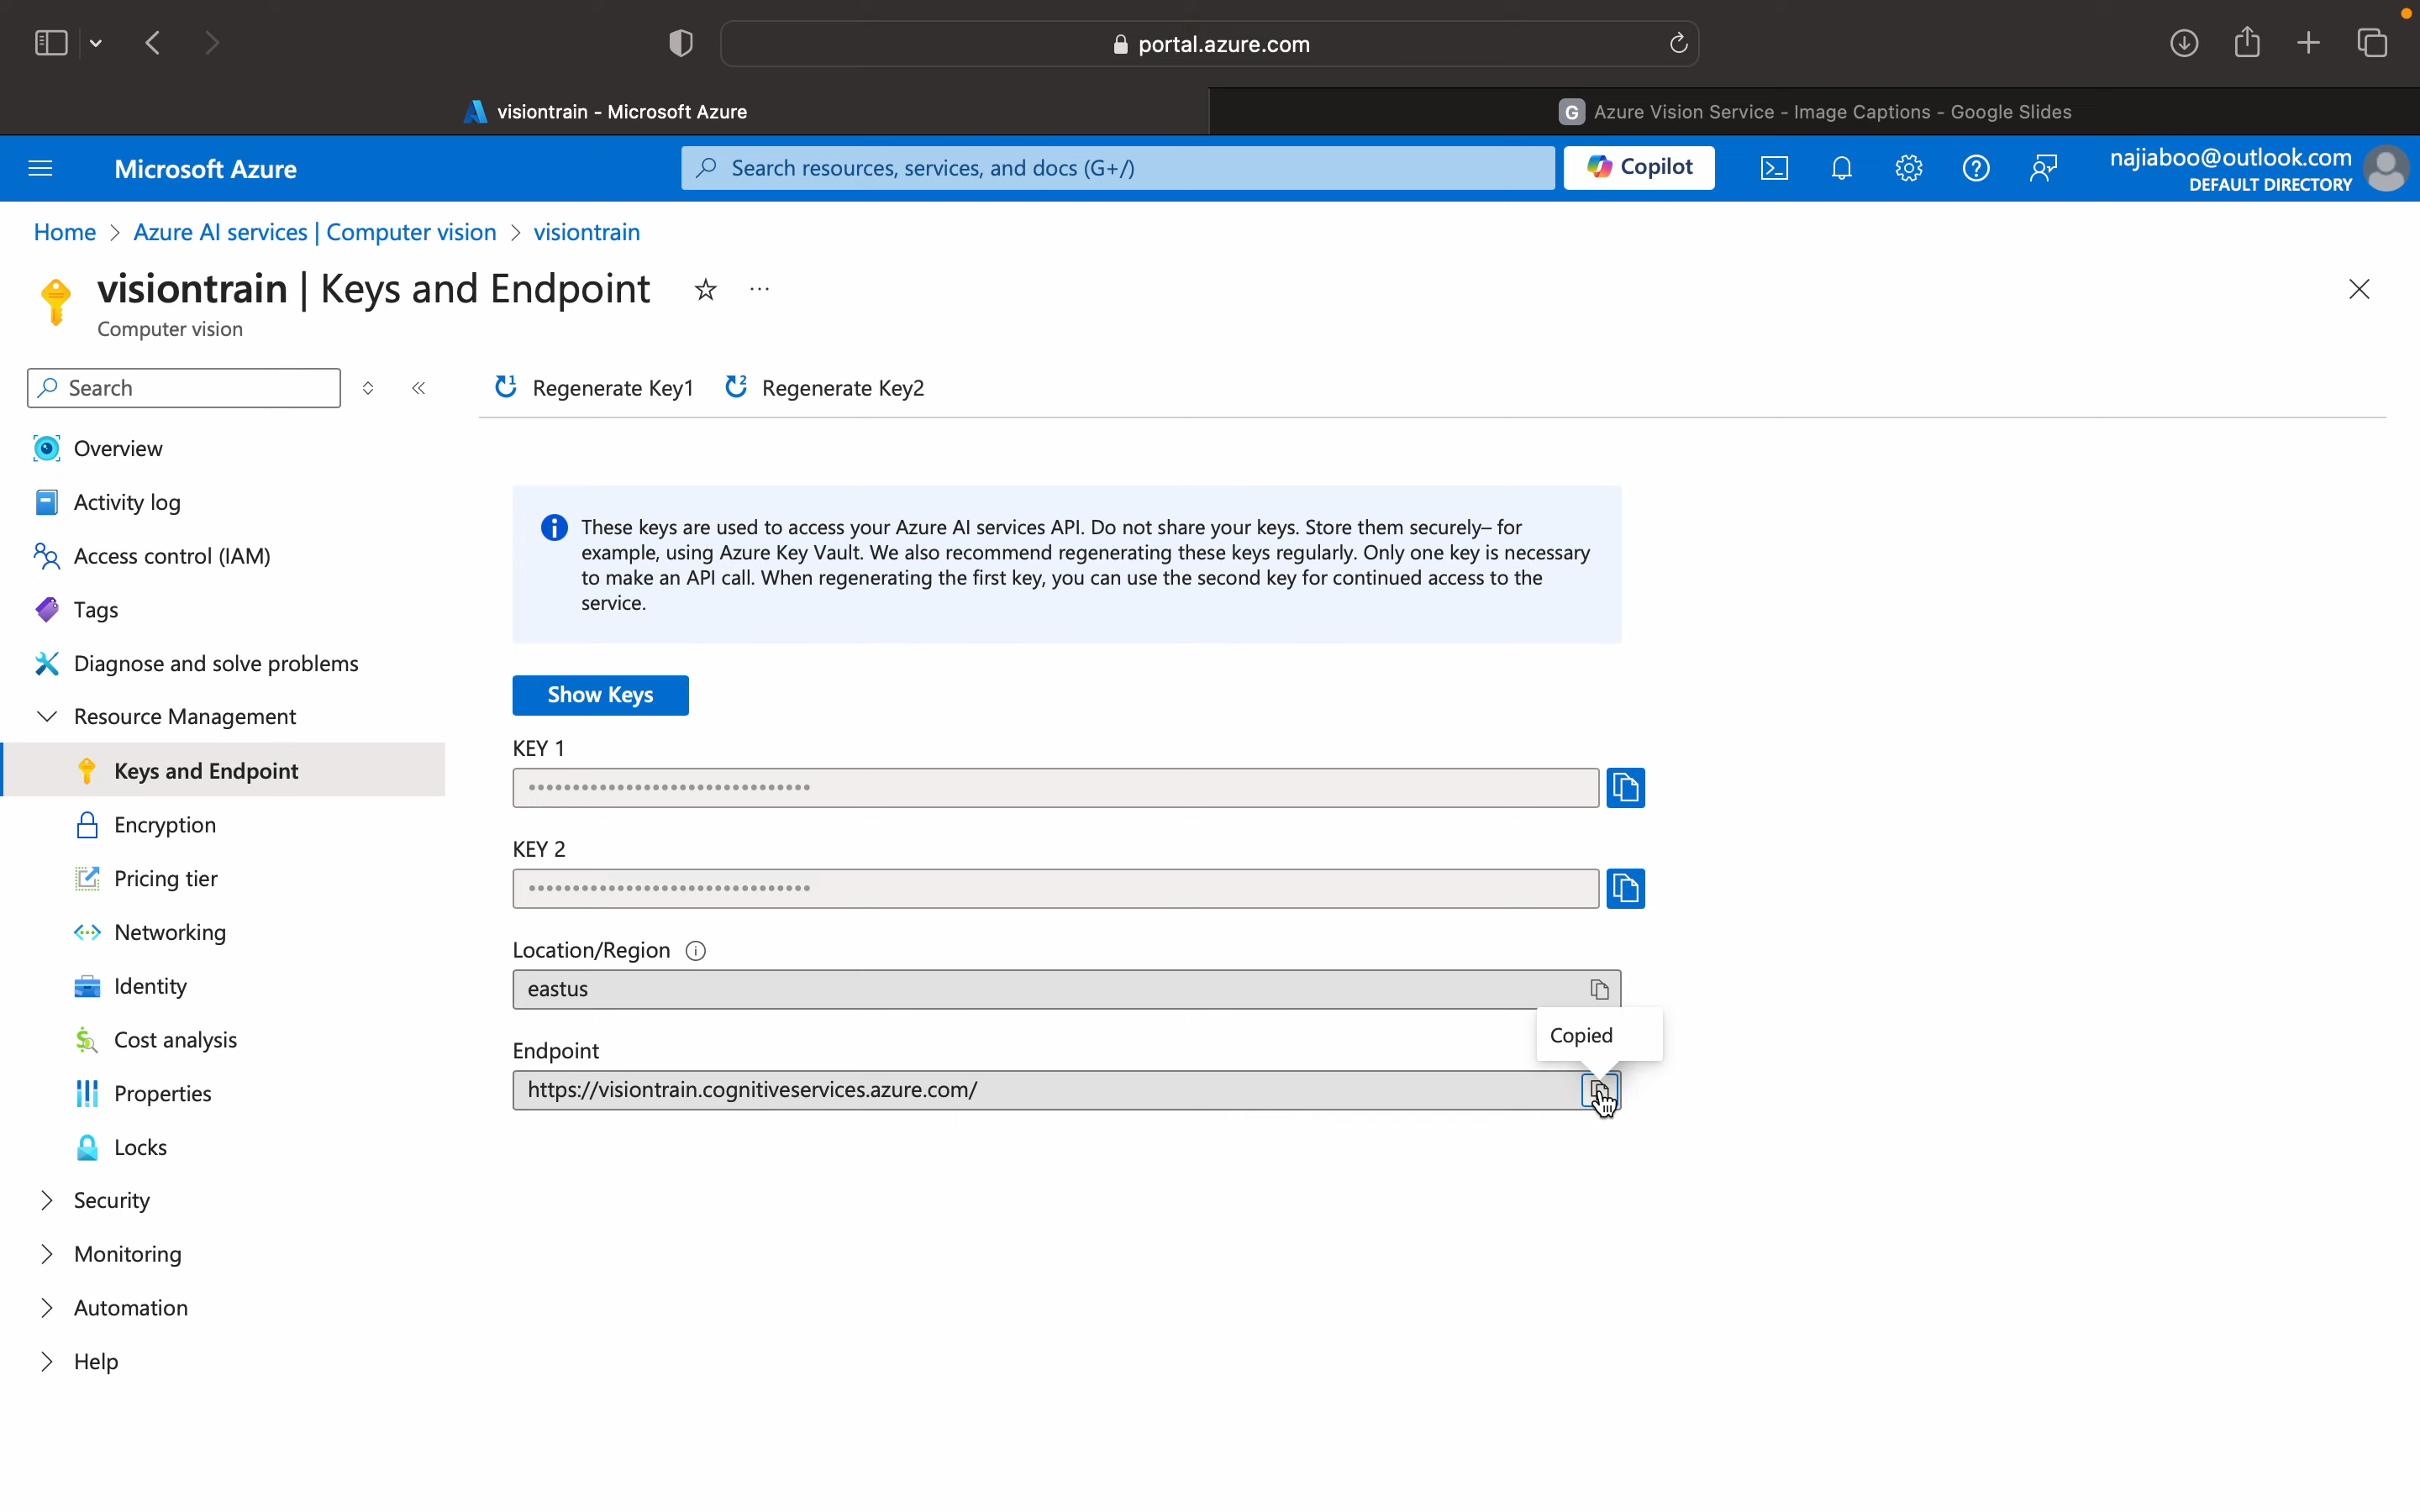 portal.azure.com
visiontrain - Microsoft Azure
G Azure Vision Service - Image Captions - Google Slides
Microsoft Azure
Search resources, services, and docs (G+/)
Copilot
najiaboo@outlook.com
DEFAULT DIRECTORY
Home > Azure AI services | Computer vision > visiontrain
visiontrain | Keys and Endpoint
Computer vision
Search
Regenerate Key1
Regenerate Key2
Overview
Activity log
Access control (IAM)
Tags
Diagnose and solve problems
Resource Management
Keys and Endpoint
Encryption
Pricing tier
Networking
Identity
Cost analysis
Properties
Locks
Security
Monitoring
Automation
Help
These keys are used to access your Azure AI services API. Do not share your keys. Store them securely– for
example, using Azure Key Vault. We also recommend regenerating these keys regularly. Only one key is necessary
to make an API call. When regenerating the first key, you can use the second key for continued access to the
service.
Show Keys
KEY 1
KEY 2
Location/Region
eastus
Copied
Endpoint
https://visiontrain.cognitiveservices.azure.com/